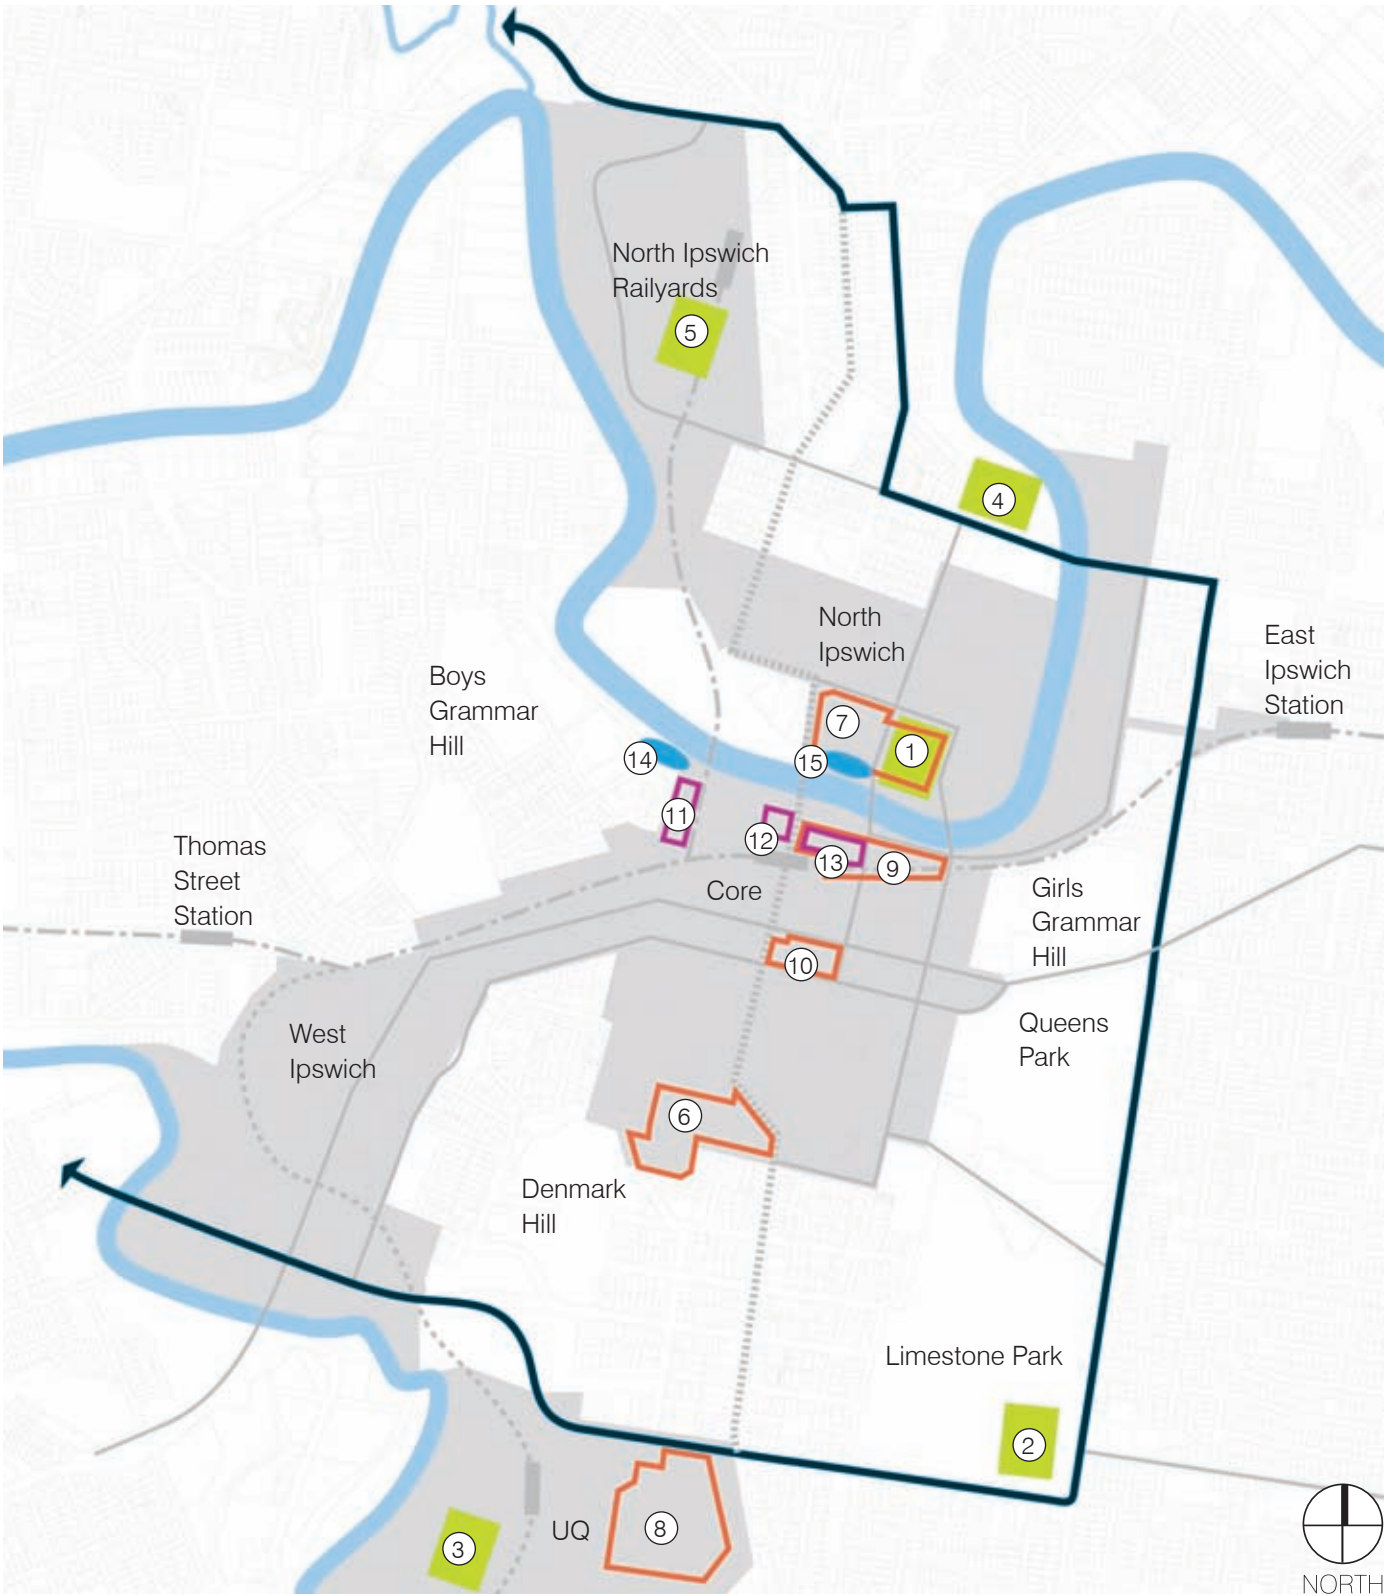 North Ipswich
Railyards
5
4
North
Ipswich
East
Ipswich
Station
Boys
Grammar
Hill
7
1
14
15
11
12
13
9
Thomas
Street
Station
Core
Girls
Grammar
Hill
10
West
Ipswich
Queens
Park
6
Denmark
Hill
Limestone Park
2
UQ
8
3
NORTH